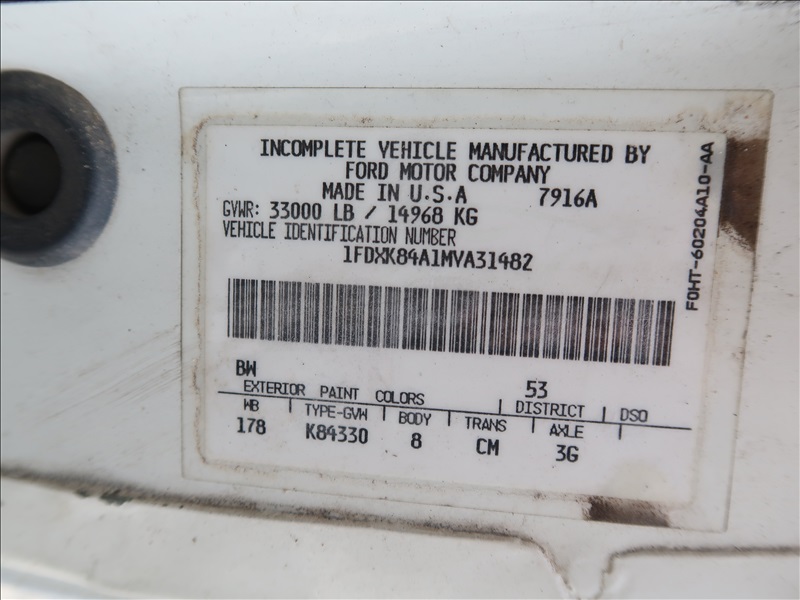 INCOMPLETE VEHICLE MANUFACTURED BY
FORD MOTOR COMPANY
MADE IN U.S.A 7916A
GVWR: 33000 LB / 14968 KG
VEHICLE IDENTIFICATION NUMBER
1FDXK84A1MVA31482
F0HT-60204A10-AA
BW 53
EXTERIOR PAINT COLORS DISTRICT DSO
WB TYPE-GVW BODY TRANS AXLE
178 K84330 8 CM 3G